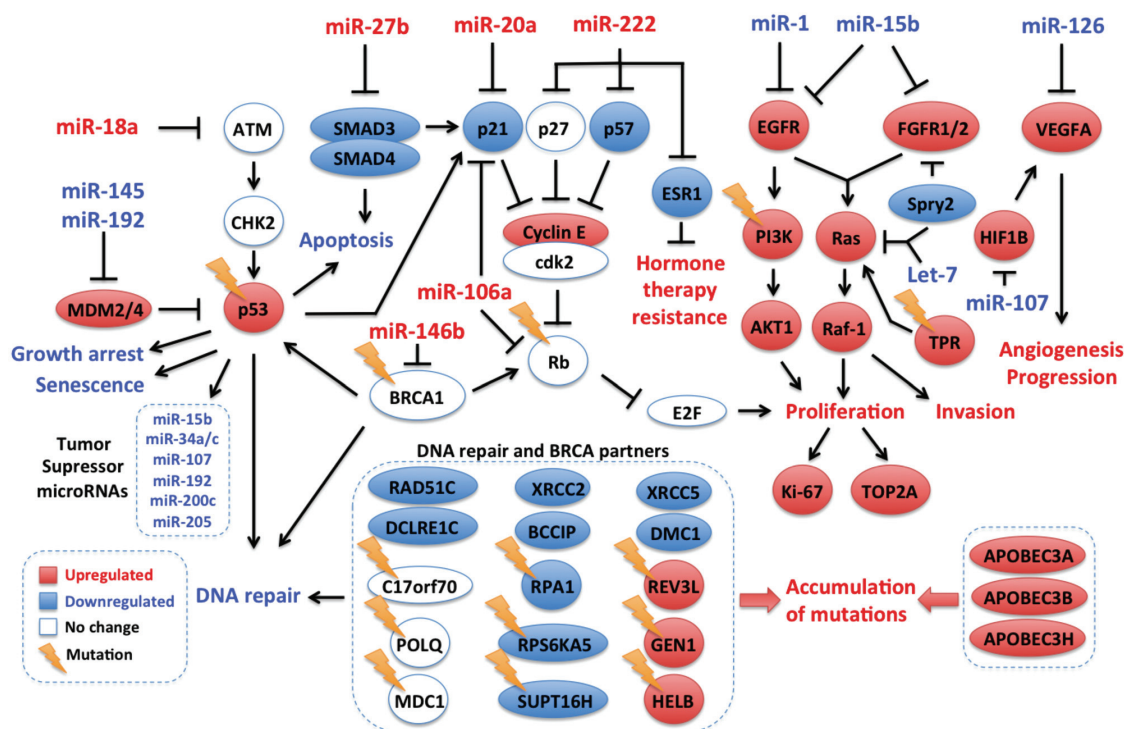 miR-27b
miR-20a
miR-222
miR-1
miR-15b
miR-126
miR-18a
ATM
SMAD3
SMAD4
p21
p27
p57
EGFR
FGFR1/2
VEGFA
miR-145
miR-192
CHK2
Apoptosis
ESR1
Spry2
Cyclin E
cdk2
PI3K
Ras
HIF1B
Hormone
therapy
resistance
Let-7
miR-107
MDM2/4
p53
miR-106a
miR-146b
AKT1
Raf-1
TPR
Growth arrest
Senescence
Rb
BRCA1
Angiogenesis
Progression
E2F
Proliferation
Invasion
Tumor
Supressor
microRNAs
miR-15b
miR-34a/c
miR-107
miR-192
miR-200c
miR-205
DNA repair and BRCA partners
RAD51C
XRCC2
XRCC5
DCLRE1C
BCCIP
DMC1
C17orf70
RPA1
REV3L
POLQ
RPS6KA5
GEN1
MDC1
SUPT16H
HELB
Ki-67
TOP2A
Upregulated
Downregulated
No change
Mutation
DNA repair
Accumulation
of mutations
APOBEC3A
APOBEC3B
APOBEC3H